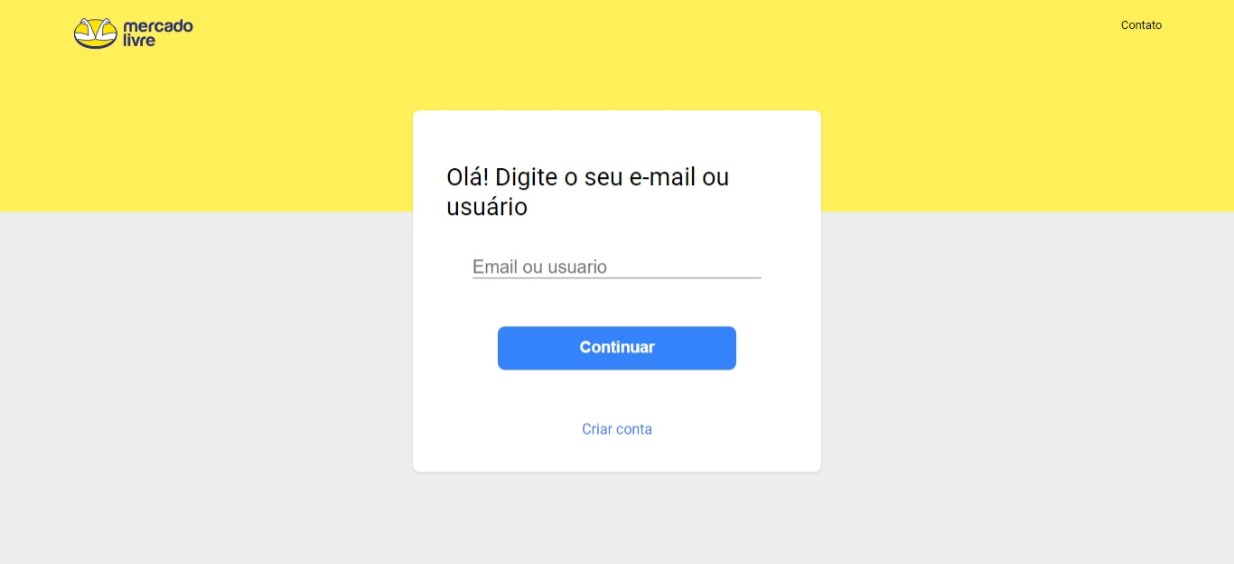 mercado
livre
Contato
Olá! Digite o seu e-mail ou
usuário
Email ou usuario
Continuar
Criar conta